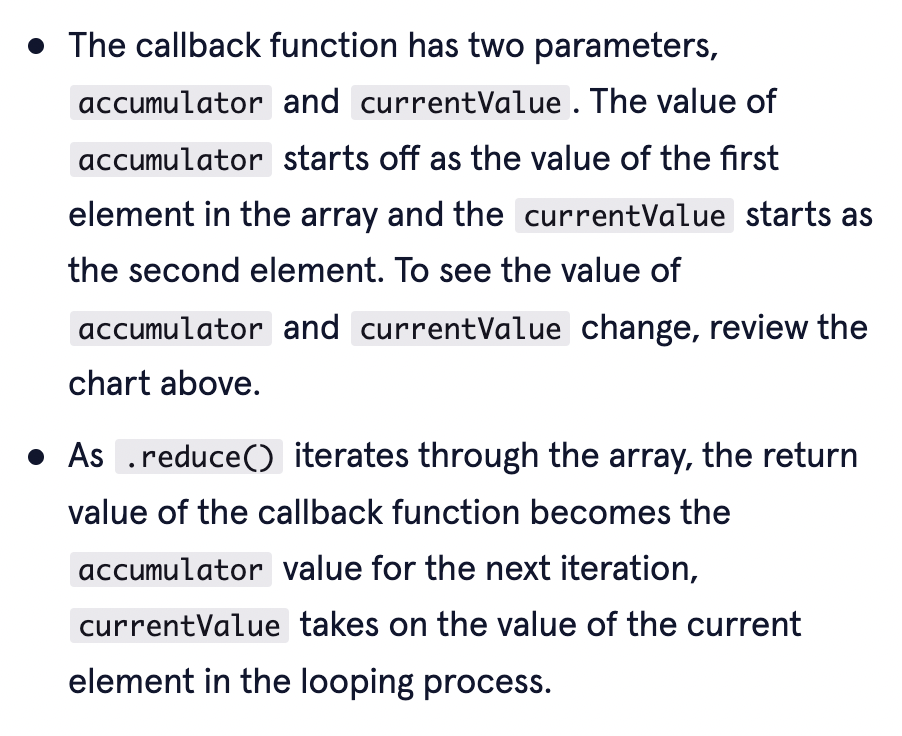 • The callback function has two parameters,
accumulator and currentValue. The value of
accumulator starts off as the value of the first
element in the array and the currentValue starts as
the second element. To see the value of
accumulator and currentValue change, review the
chart above.
• As .reduce() iterates through the array, the return
value of the callback function becomes the
accumulator value for the next iteration,
currentValue takes on the value of the current
element in the looping process.